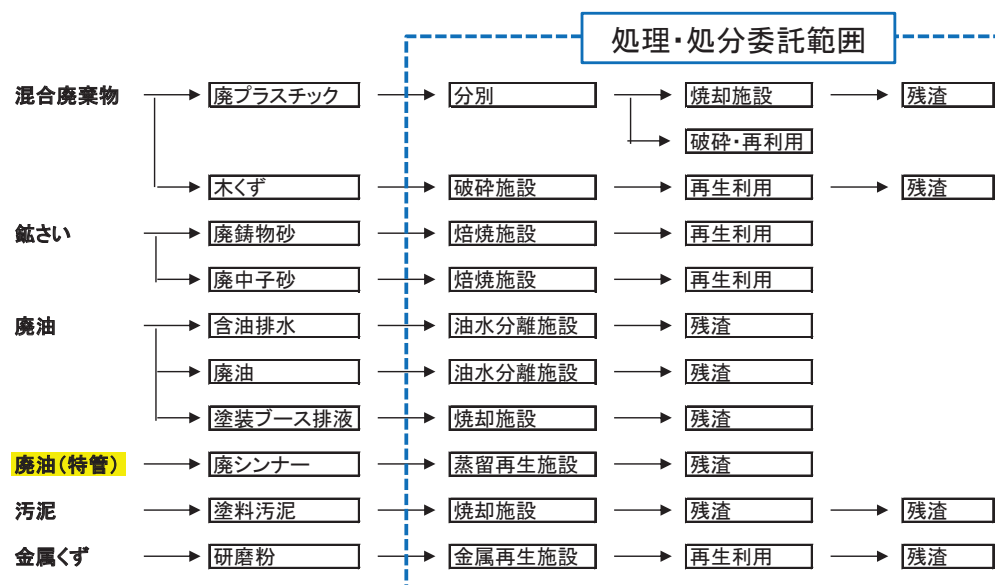 処理・処分委託範囲
混合廃棄物 廃プラスチック 分別 焼却施設 残渣
破砕・再利用
木くず 破砕施設 再生利用 残渣
鉱さい 廃鋳物砂 焙焼施設 再生利用
廃中子砂 焙焼施設 再生利用
廃油 含油排水 油水分離施設 残渣
廃油 油水分離施設 残渣
塗装ブース排液 焼却施設 残渣
廃油(特管) 廃シンナー 蒸留再生施設 残渣
汚泥 塗料汚泥 焼却施設 残渣 残渣
金属くず 研磨粉 金属再生施設 再生利用 残渣